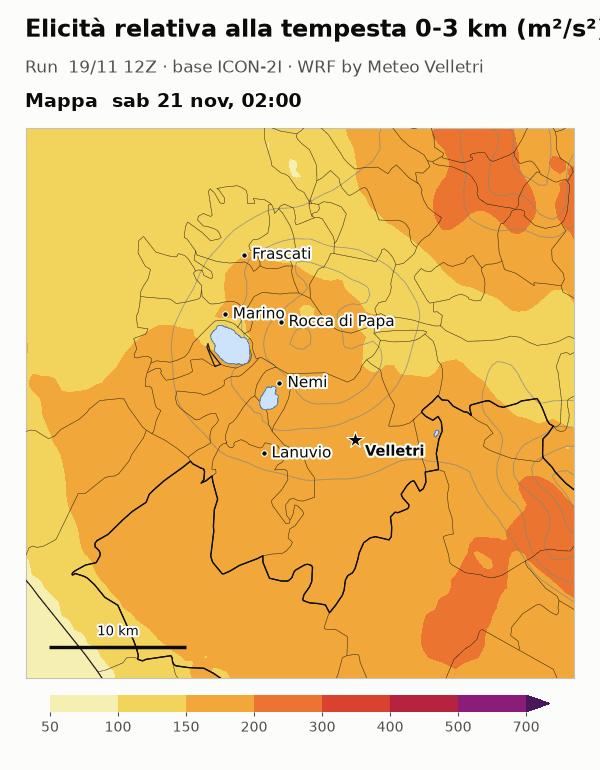 Elicità relativa alla tempesta 0-3 km (m²/s²)
Run  19/11 12Z · base ICON-2I · WRF by Meteo Velletri
Mappa  sab 21 nov, 02:00
Frascati
Marino
Rocca di Papa
Nemi
Velletri
Lanuvio
10 km
50 100 150 200 300 400 500 700